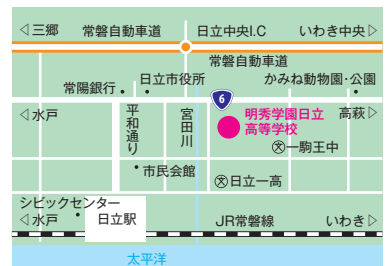 ◁三郷 常磐自動車道 日立中央I.C いわき中央▷
常磐自動車道
常陽銀行 日立市役所 かみね動物園・公園
6
◁水戸 平和通り 宮田川 明秀学園日立高等学校 高萩▷
㊛一駒王中
市民会館
㊛日立一高
シビックセンター
◁水戸 日立駅 JR常磐線 いわき▷
太平洋